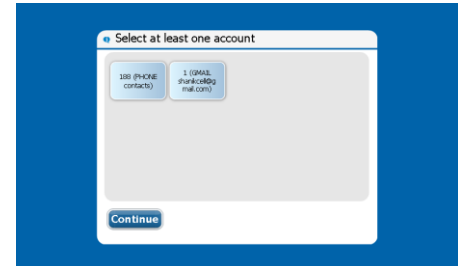 Select at least one account
188 (PHONE
contacts)
1 (GMAIL
shankcell@g
mail.com)
Continue